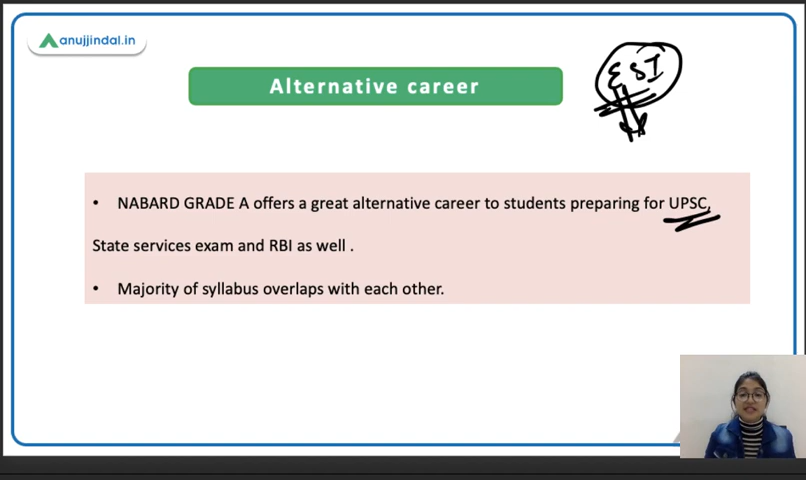 anujjindal.in
Alternative career
ESI
• NABARD GRADE A offers a great alternative career to students preparing for UPSC,
State services exam and RBI as well .
• Majority of syllabus overlaps with each other.